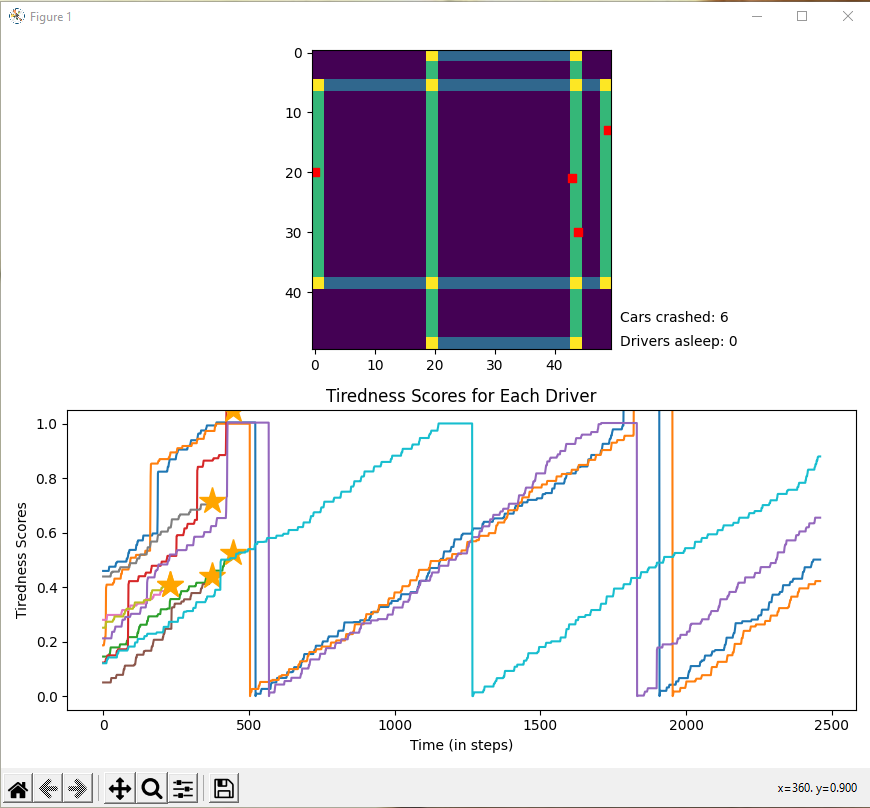 Figure 1
0
10
20
30
40
0 10 20 30 40
Cars crashed: 6
Drivers asleep: 0
Tiredness Scores for Each Driver
Tiredness Scores
1.0
0.8
0.6
0.4
0.2
0.0
0 500 1000 1500 2000 2500
Time (in steps)
x=360. y=0.900